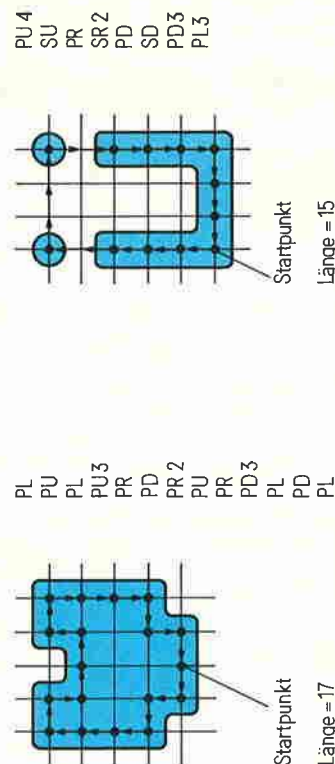 PL
PU
PL
PU3
PR
PD
PR2
PU
PR
PD3
PL
PD
PL
Startpunkt
Länge = 17
PU4
SU
PR
SR2
PD
SD
PD3
PL3
Startpunkt
Länge = 15